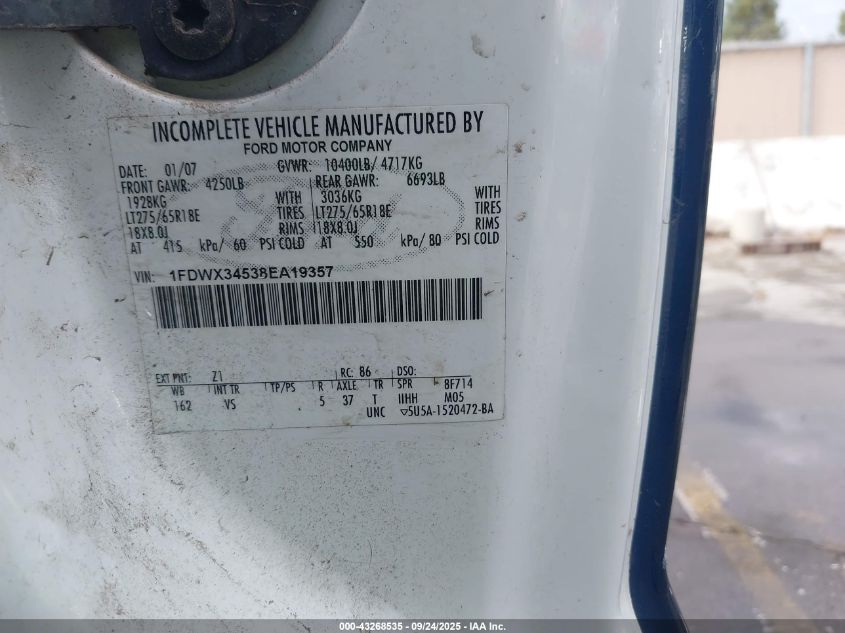 INCOMPLETE VEHICLE MANUFACTURED BY
FORD MOTOR COMPANY
DATE: 01/07 GVWR: 10400LB/ 4717KG
FRONT GAWR: 4250LB REAR GAWR: 6693LB
1928KG WITH 3036KG WITH
LT275/65R18E TIRES LT275/65R18E TIRES
18X8.0J RIMS 18X8.0J RIMS
AT 415 kPa/ 60 PSI COLD AT 550 kPa/ 80 PSI COLD
VIN: 1FDWX34538EA19357
EXT PNT: Z1 RC: 86 DSO:
WB INT TR TP/PS R AXLE TR SPR 8F714
162 VS 5 37 T IIHH M05
UNC ▽5U5A-1520472-BA
000-43268535 - 09/24/2025 - IAA Inc.